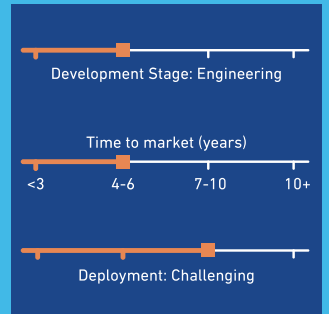 Development Stage: Engineering
Time to market (years)
<3 4-6 7-10 10+
Deployment: Challenging